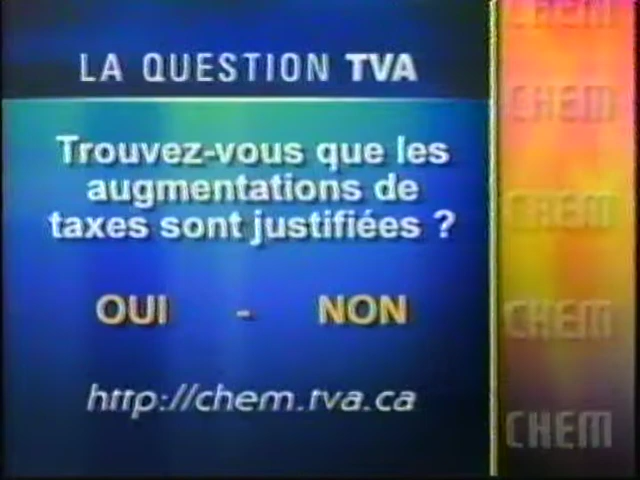 LA QUESTION TVA
Trouvez-vous que les
augmentations de
taxes sont justifiées ?
OUI - NON
http://chem.tva.ca
CHEM
CHEM
CHEM
CHEM
CHEM